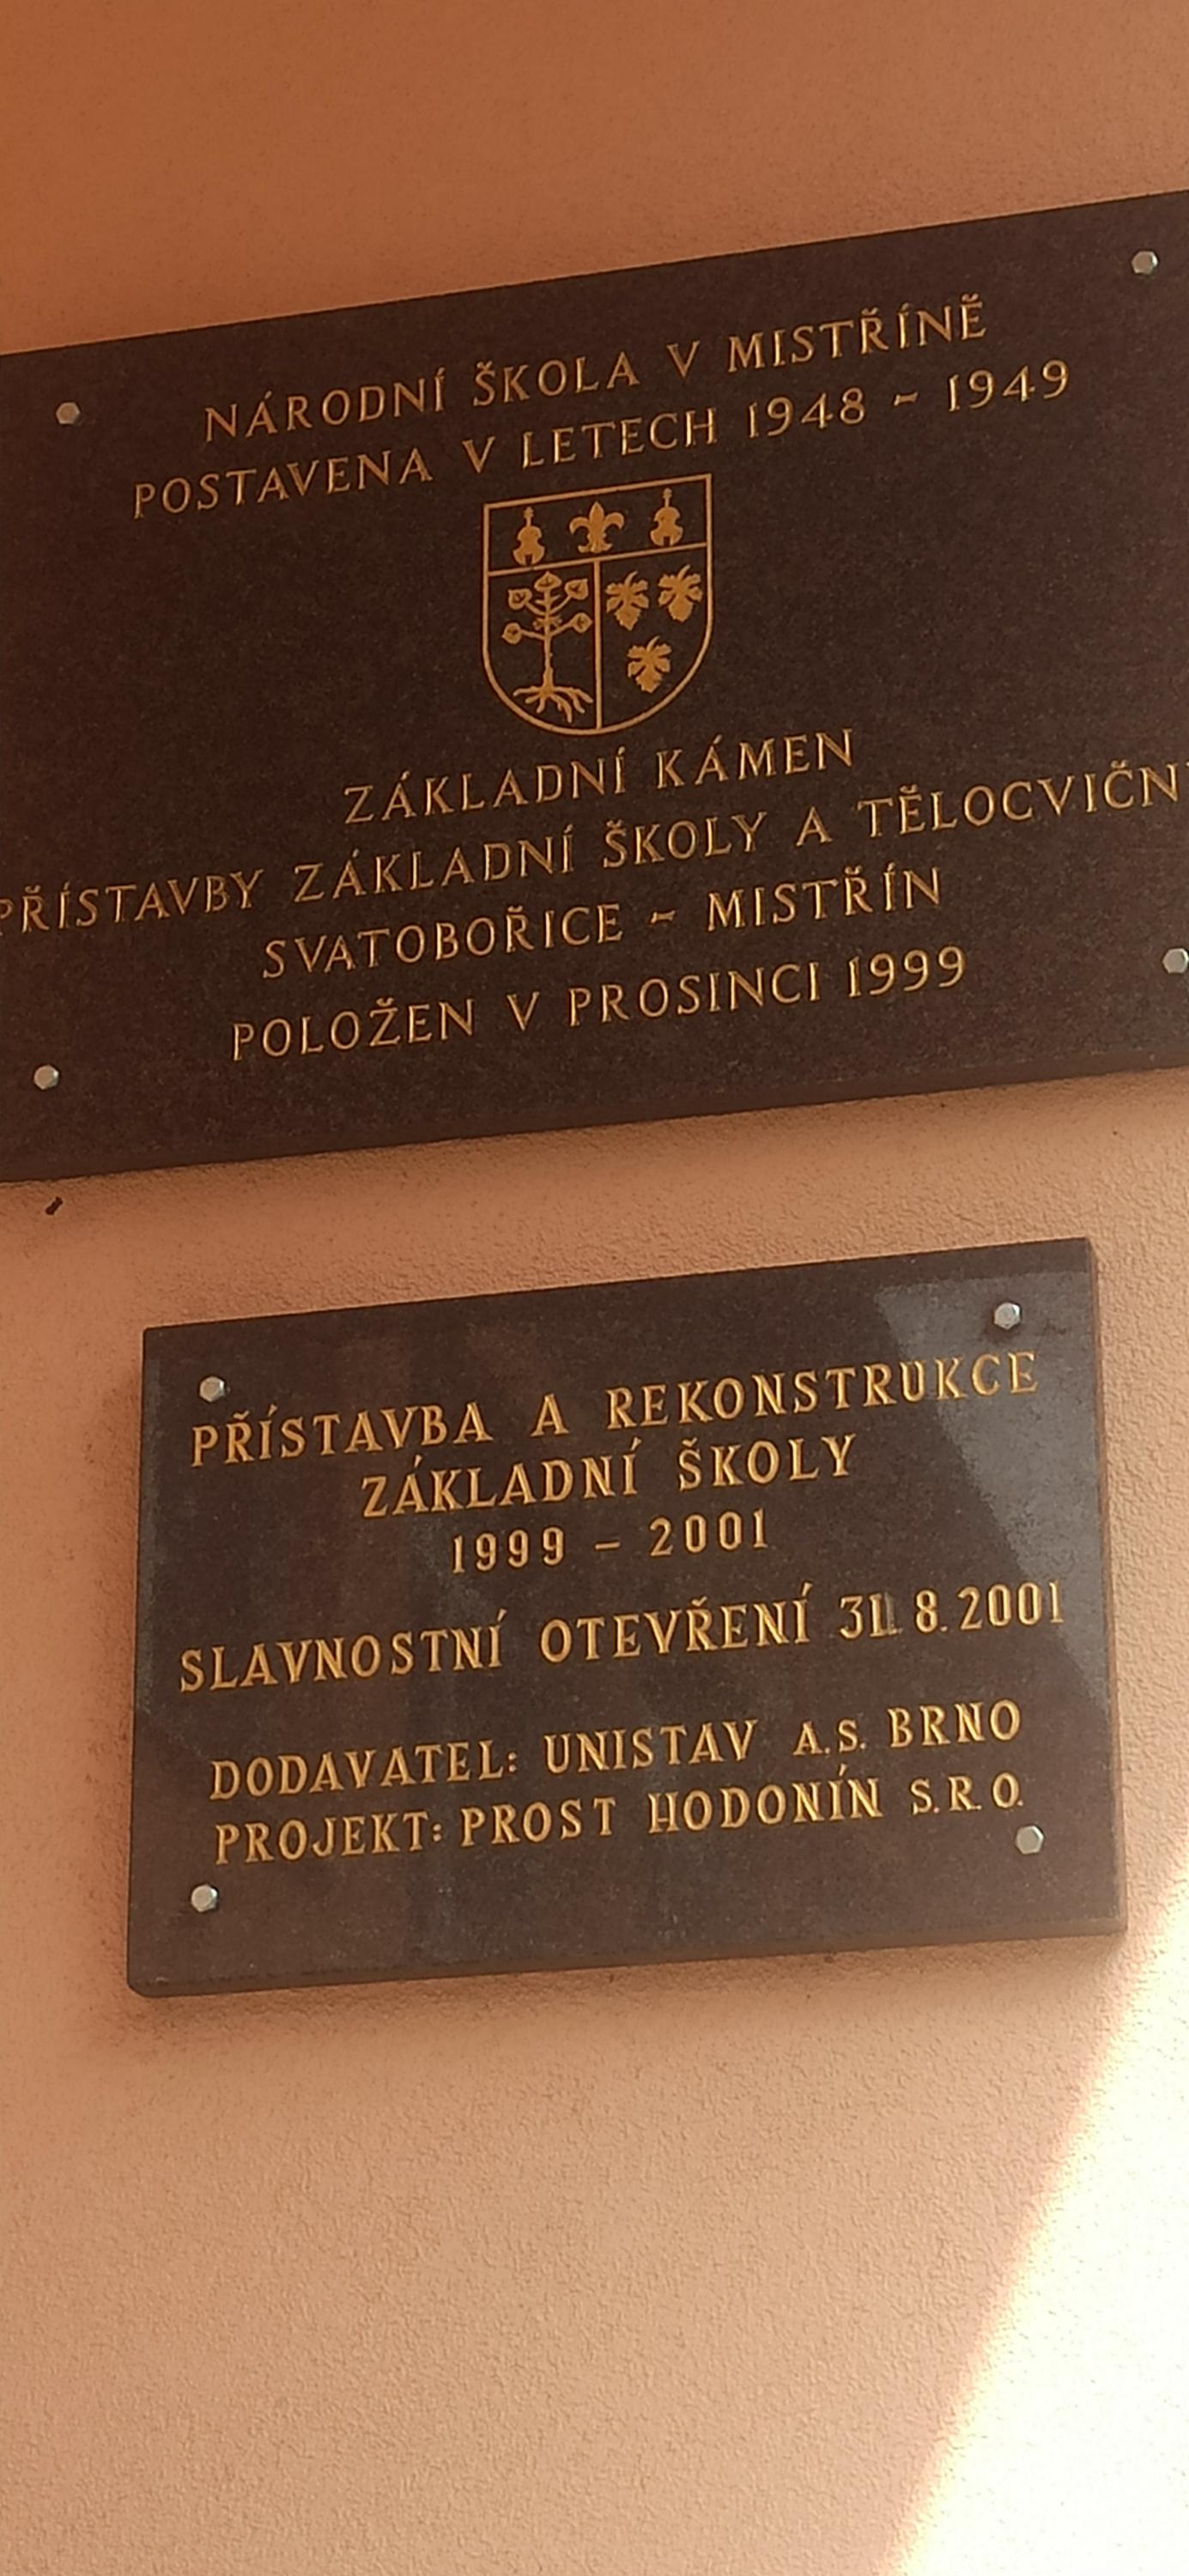 NÁRODNÍ ŠKOLA V MISTŘÍNĚ
POSTAVENA V LETECH 1948 - 1949
ZÁKLADNÍ KÁMEN
PŘÍSTAVBY ZÁKLADNÍ ŠKOLY A TĚLOCVIČN
SVATOBOŘICE - MISTŘÍN
POLOŽEN V PROSINCI 1999
PŘÍSTAVBA A REKONSTRUKCE
ZÁKLADNÍ ŠKOLY
1999 - 2001
SLAVNOSTNÍ OTEVŘENÍ 31. 8. 2001
DODAVATEL: UNISTAV A.S. BRNO
PROJEKT: PROST HODONÍN S.R.O.